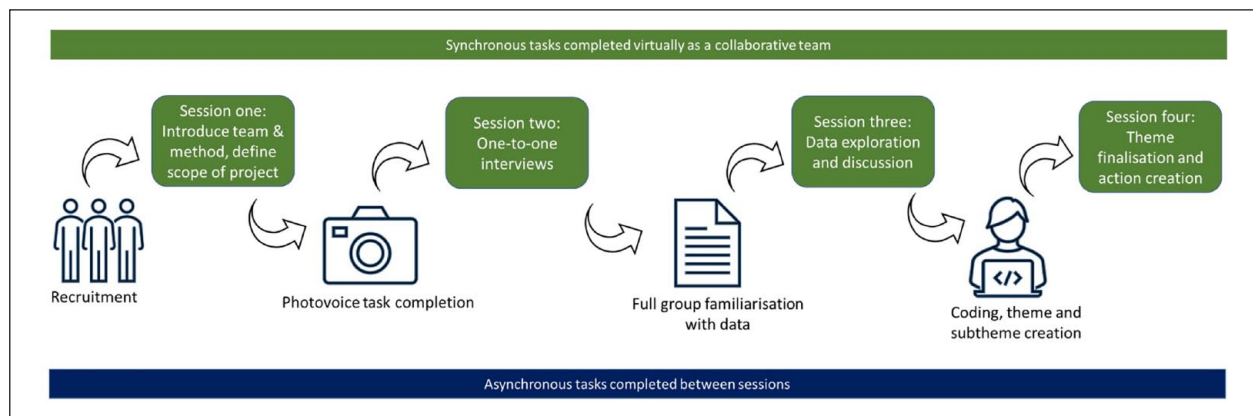 Synchronous tasks completed virtually as a collaborative team
Session one:
Introduce team &
method, define
scope of project
Session two:
One-to-one
interviews
Session three:
Data exploration
and discussion
Session four:
Theme
finalisation and
action creation
Recruitment
Photovoice task completion
Full group familiarisation
with data
</>
Coding, theme and
subtheme creation
Asynchronous tasks completed between sessions